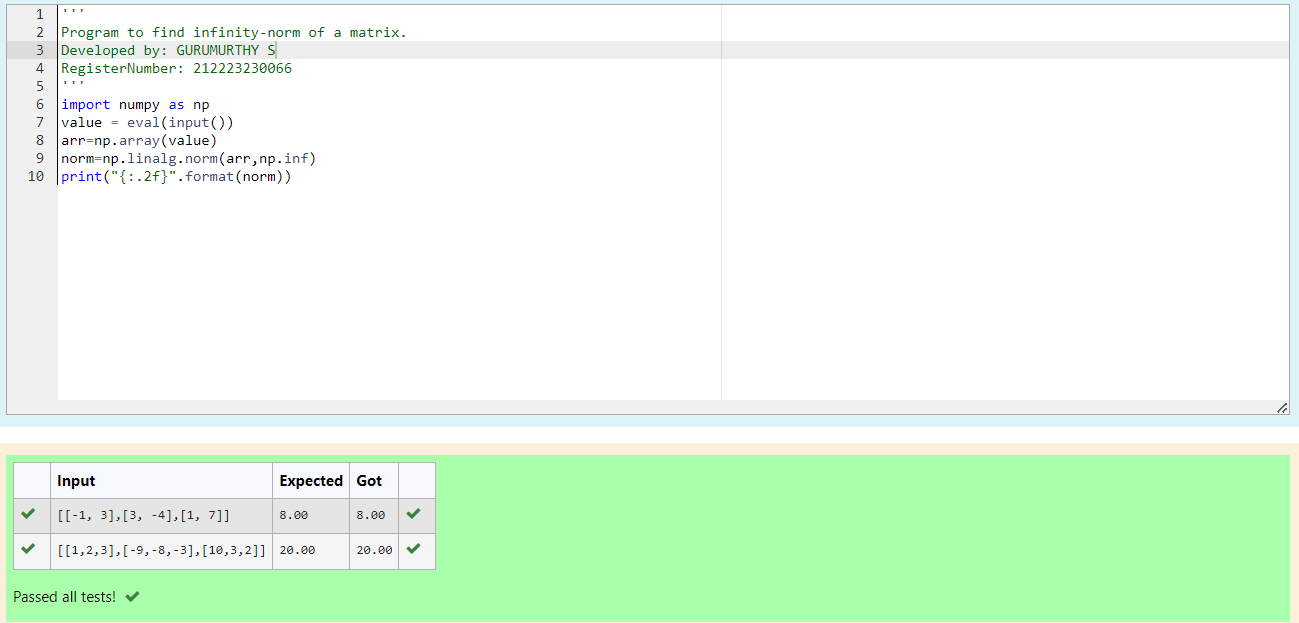 1 '''
2 Program to find infinity-norm of a matrix.
3 Developed by: GURUMURTHY S
4 RegisterNumber: 212223230066
5 '''
6 import numpy as np
7 value = eval(input())
8 arr=np.array(value)
9 norm=np.linalg.norm(arr,np.inf)
10 print("{:.2f}".format(norm))
Input Expected Got
[[-1, 3],[3, -4],[1, 7]] 8.00 8.00
[[1,2,3],[-9,-8,-3],[10,3,2]] 20.00 20.00
Passed all tests!